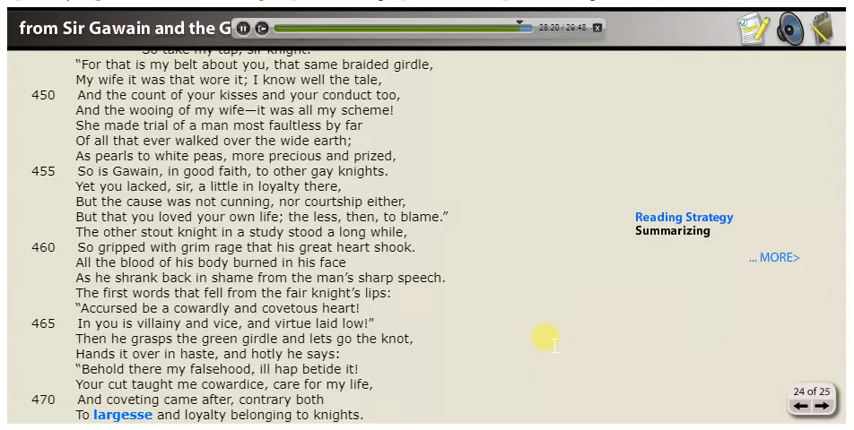 from Sir Gawain and the G
28:20 / 29:48
So take my tap, sir knight.
"For that is my belt about you, that same braided girdle,
My wife it was that wore it; I know well the tale,
450 And the count of your kisses and your conduct too,
And the wooing of my wife—it was all my scheme!
She made trial of a man most faultless by far
Of all that ever walked over the wide earth;
As pearls to white peas, more precious and prized,
455 So is Gawain, in good faith, to other gay knights.
Yet you lacked, sir, a little in loyalty there,
But the cause was not cunning, nor courtship either,
But that you loved your own life; the less, then, to blame."
The other stout knight in a study stood a long while,
460 So gripped with grim rage that his great heart shook.
All the blood of his body burned in his face
As he shrank back in shame from the man's sharp speech.
The first words that fell from the fair knight's lips:
"Accursed be a cowardly and covetous heart!
465 In you is villainy and vice, and virtue laid low!"
Then he grasps the green girdle and lets go the knot,
Hands it over in haste, and hotly he says:
"Behold there my falsehood, ill hap betide it!
Your cut taught me cowardice, care for my life,
470 And coveting came after, contrary both
To largesse and loyalty belonging to knights.
Reading Strategy
Summarizing
... MORE>
24 of 25